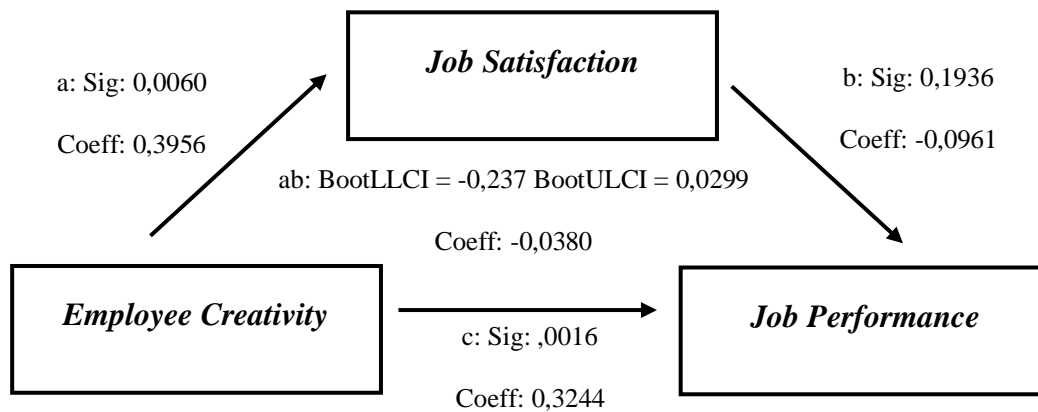 Job Satisfaction
a: Sig: 0,0060
Coeff: 0,3956
b: Sig: 0,1936
Coeff: -0,0961
ab: BootLLCI = -0,237 BootULCI = 0,0299
Coeff: -0,0380
Employee Creativity
c: Sig: ,0016
Coeff: 0,3244
Job Performance